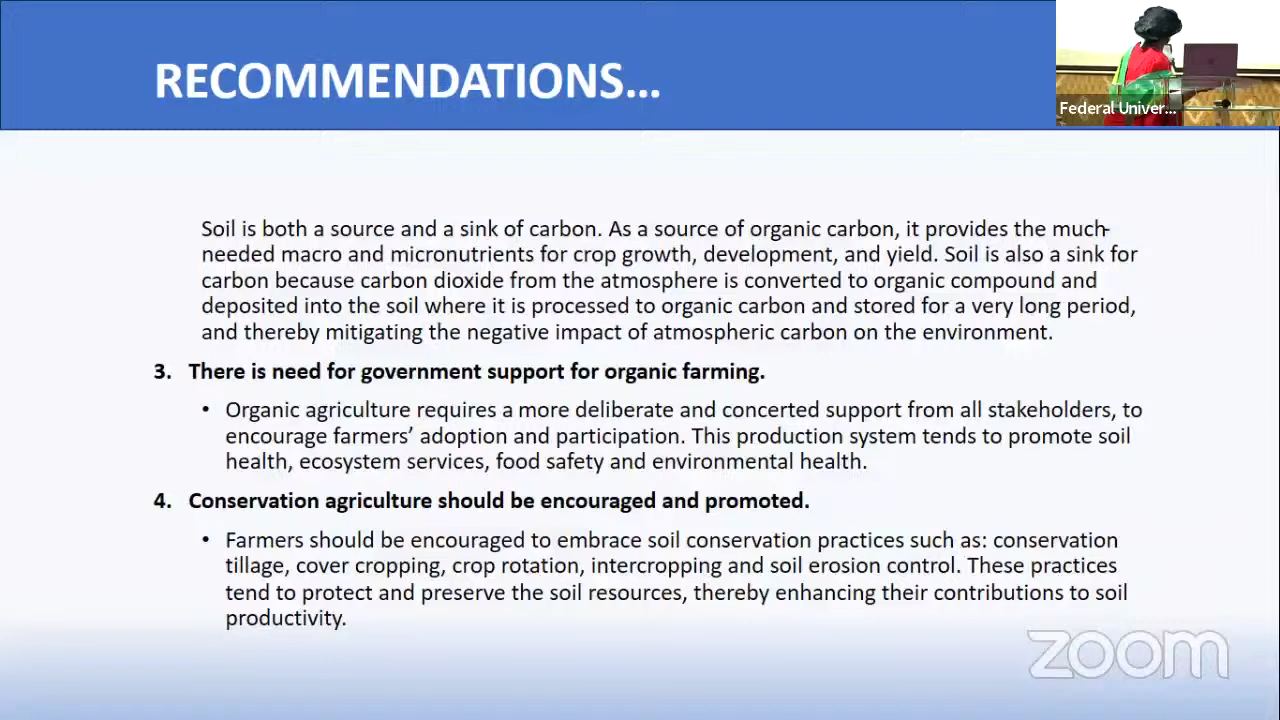 RECOMMENDATIONS...
Federal Univer...
Soil is both a source and a sink of carbon. As a source of organic carbon, it provides the much-
needed macro and micronutrients for crop growth, development, and yield. Soil is also a sink for
carbon because carbon dioxide from the atmosphere is converted to organic compound and
deposited into the soil where it is processed to organic carbon and stored for a very long period,
and thereby mitigating the negative impact of atmospheric carbon on the environment.
3. There is need for government support for organic farming.
• Organic agriculture requires a more deliberate and concerted support from all stakeholders, to
encourage farmers’ adoption and participation. This production system tends to promote soil
health, ecosystem services, food safety and environmental health.
4. Conservation agriculture should be encouraged and promoted.
• Farmers should be encouraged to embrace soil conservation practices such as: conservation
tillage, cover cropping, crop rotation, intercropping and soil erosion control. These practices
tend to protect and preserve the soil resources, thereby enhancing their contributions to soil
productivity.
zoom